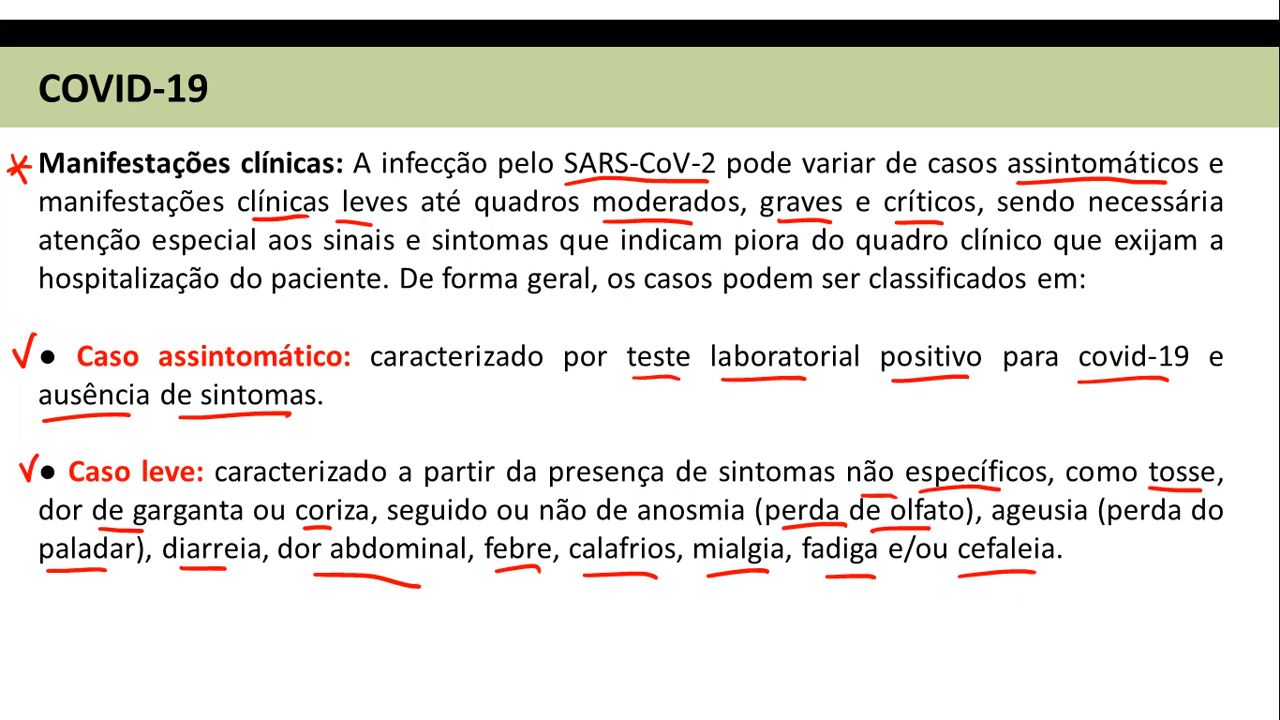 COVID-19
Manifestações clínicas: A infecção pelo SARS-CoV-2 pode variar de casos assintomáticos e
manifestações clínicas leves até quadros moderados, graves e críticos, sendo necessária
atenção especial aos sinais e sintomas que indicam piora do quadro clínico que exijam a
hospitalização do paciente. De forma geral, os casos podem ser classificados em:
● Caso assintomático: caracterizado por teste laboratorial positivo para covid-19 e
ausência de sintomas.
● Caso leve: caracterizado a partir da presença de sintomas não específicos, como tosse,
dor de garganta ou coriza, seguido ou não de anosmia (perda de olfato), ageusia (perda do
paladar), diarreia, dor abdominal, febre, calafrios, mialgia, fadiga e/ou cefaleia.